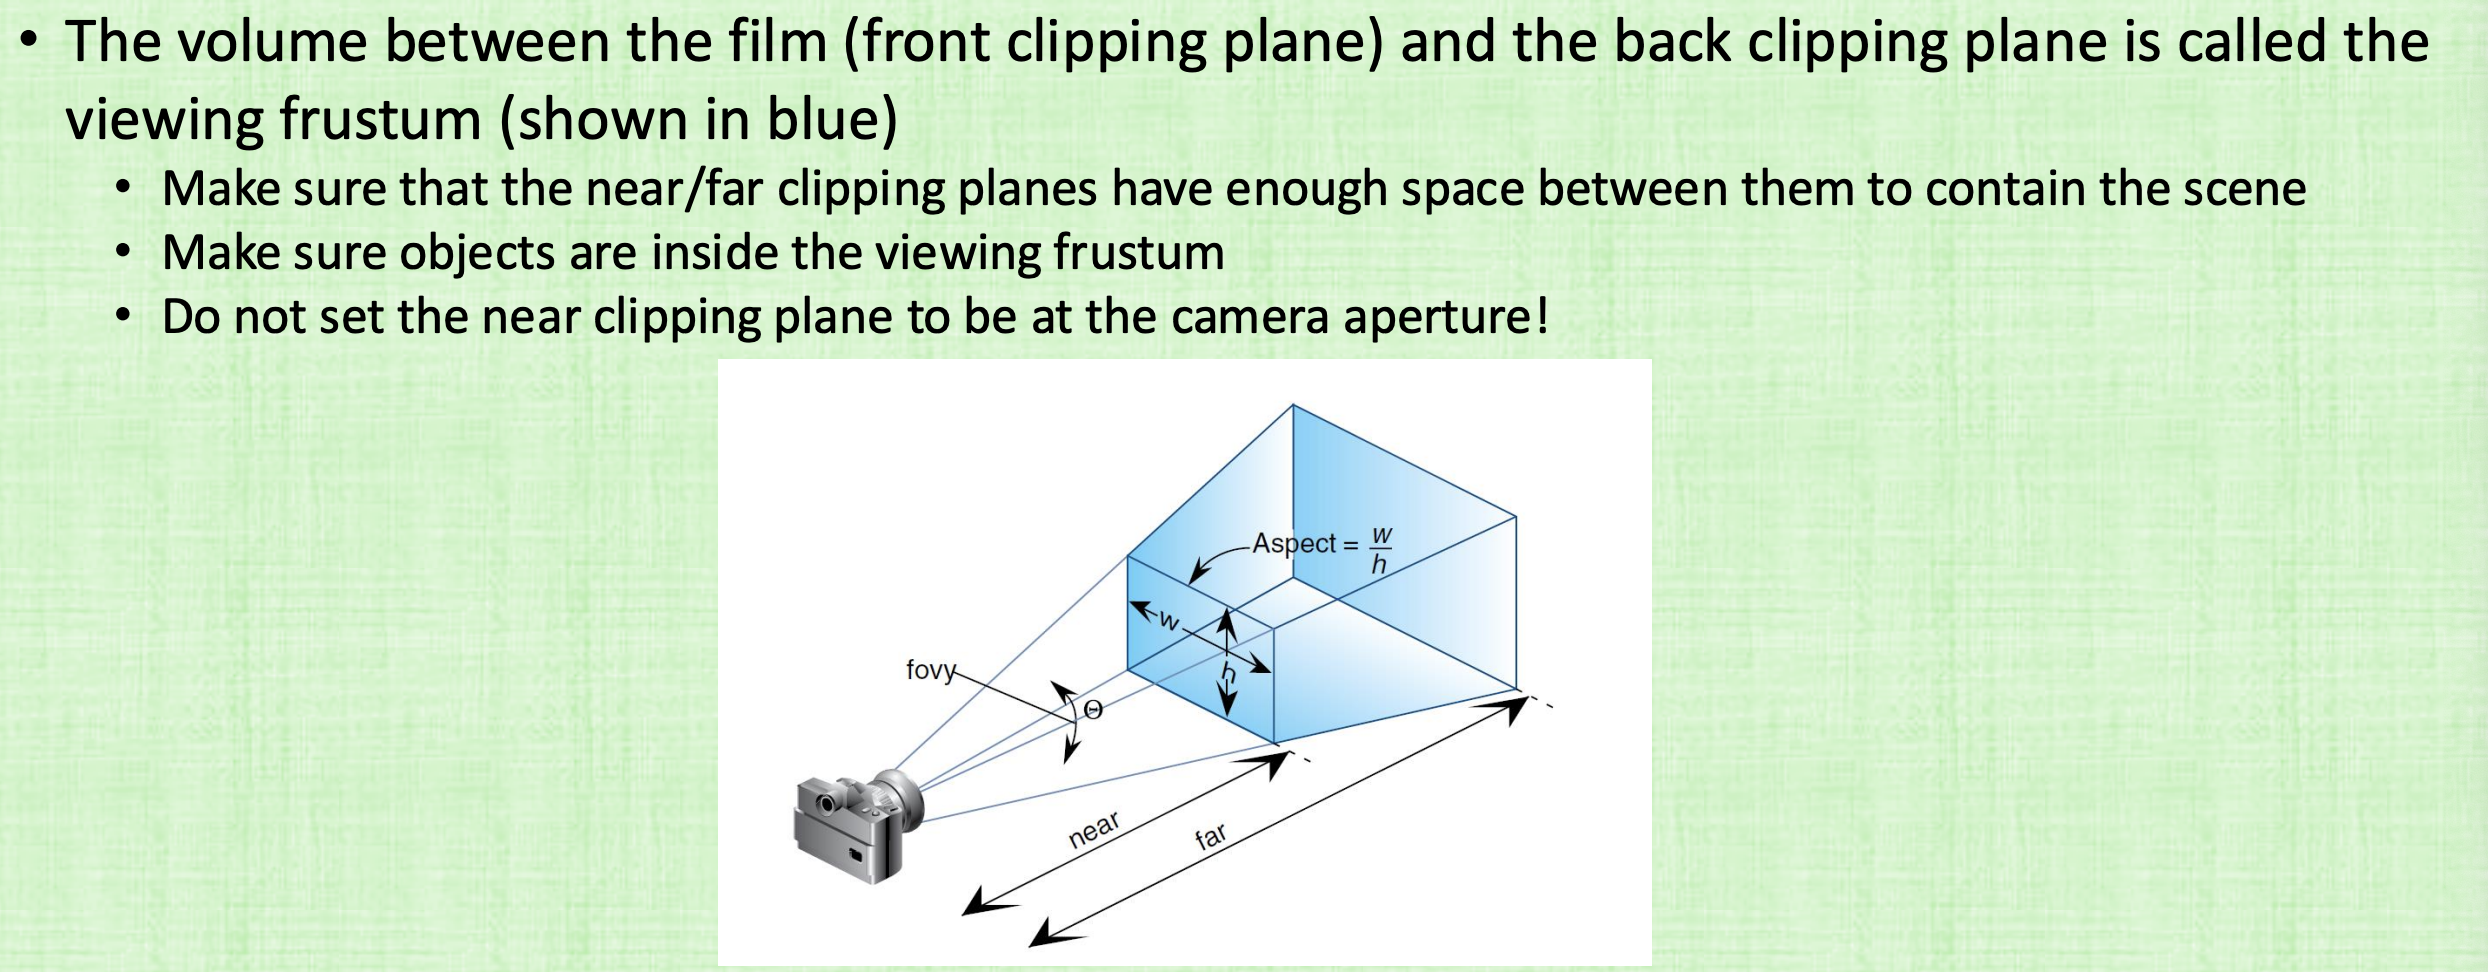 • The volume between the film (front clipping plane) and the back clipping plane is called the
viewing frustum (shown in blue)
• Make sure that the near/far clipping planes have enough space between them to contain the scene
• Make sure objects are inside the viewing frustum
• Do not set the near clipping plane to be at the camera aperture!
Aspect = w/h
w
h
fovy
Θ
near
far